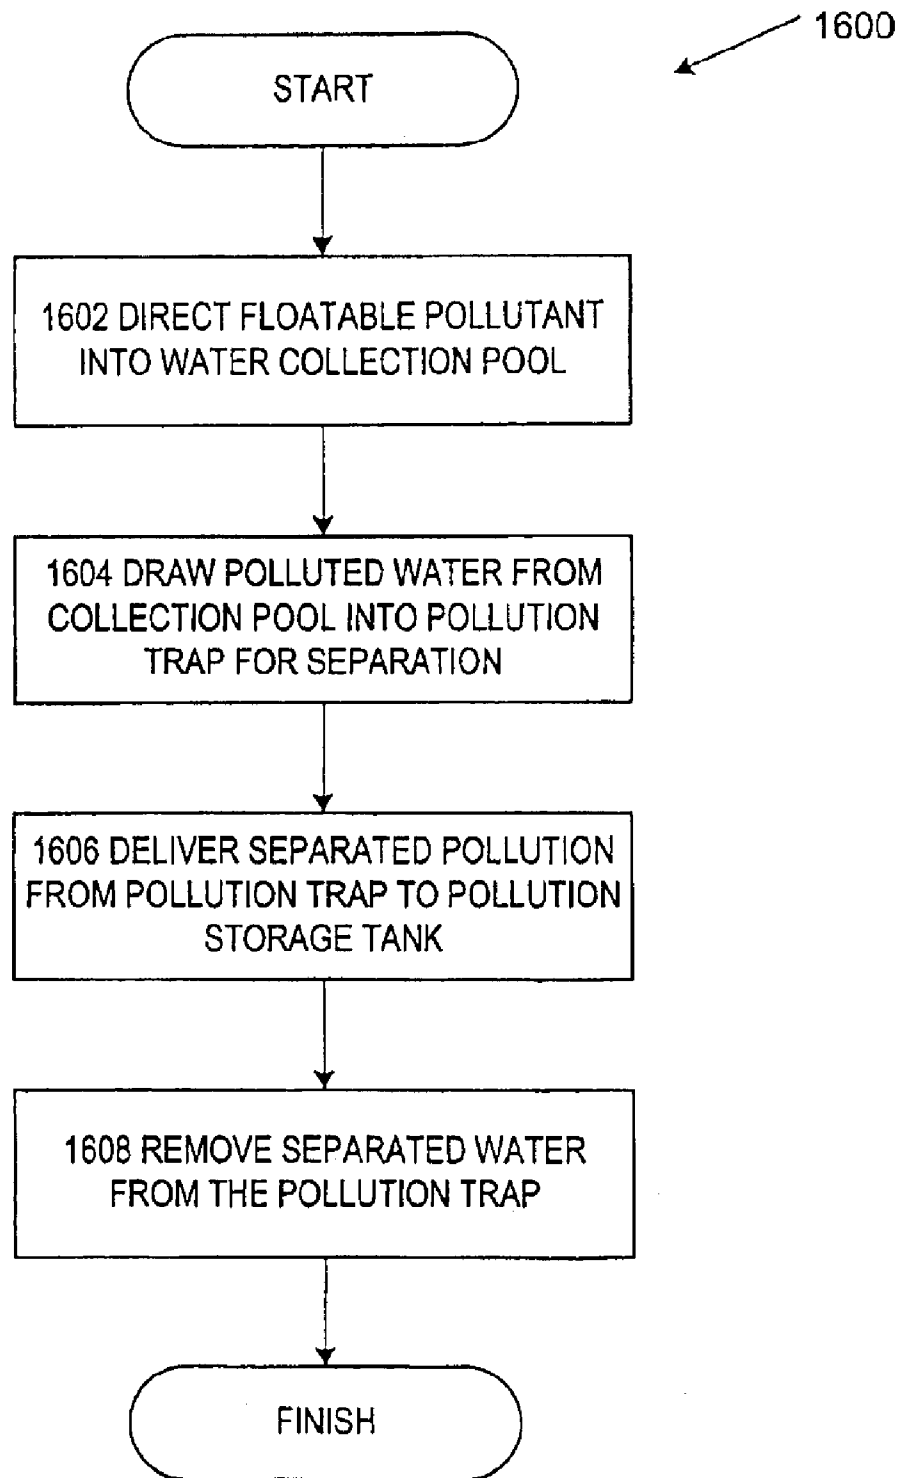 1600
START
1602 DIRECT FLOATABLE POLLUTANT
INTO WATER COLLECTION POOL
1604 DRAW POLLUTED WATER FROM
COLLECTION POOL INTO POLLUTION
TRAP FOR SEPARATION
1606 DELIVER SEPARATED POLLUTION
FROM POLLUTION TRAP TO POLLUTION
STORAGE TANK
1608 REMOVE SEPARATED WATER
FROM THE POLLUTION TRAP
FINISH